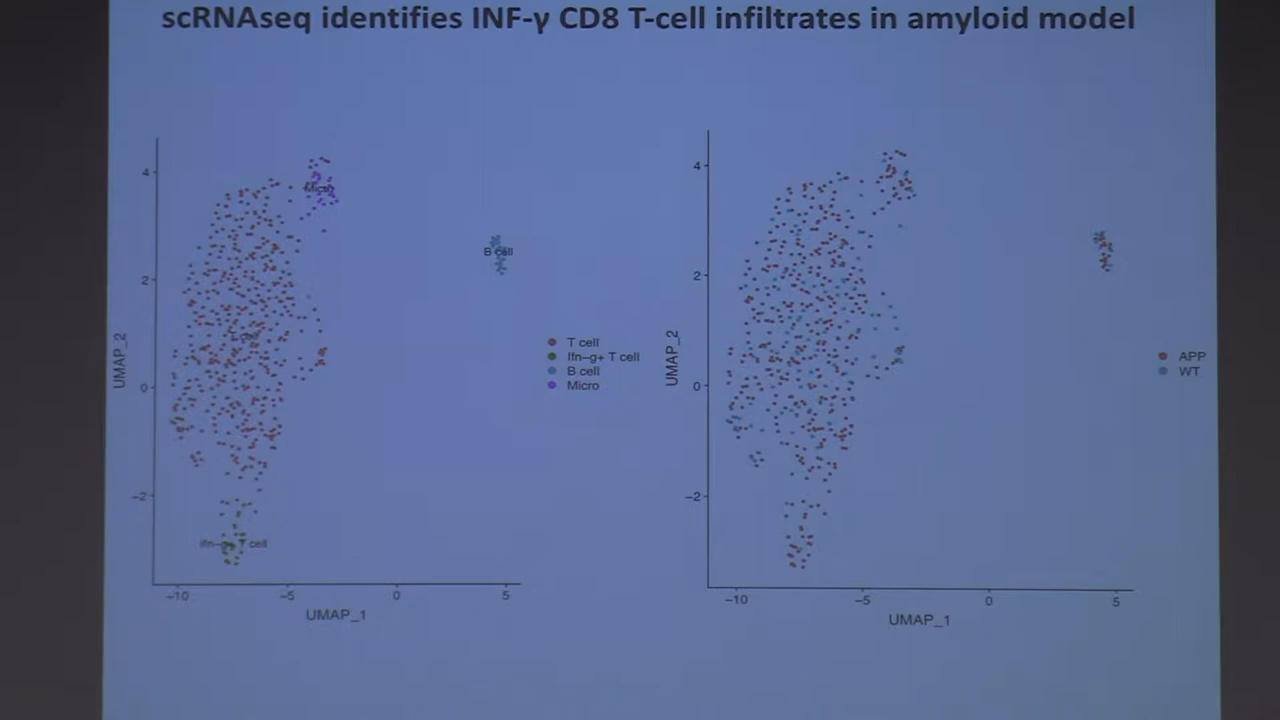 scRNAseq identifies INF-γ CD8 T-cell infiltrates in amyloid model
4
2
0
−2
UMAP_2
−10
−5
0
5
UMAP_1
Micro
B cell
T cell
Ifn−g+ T cell
T cell
Ifn−g+ T cell
B cell
Micro
4
2
0
−2
UMAP_2
−10
−5
0
5
UMAP_1
APP
WT